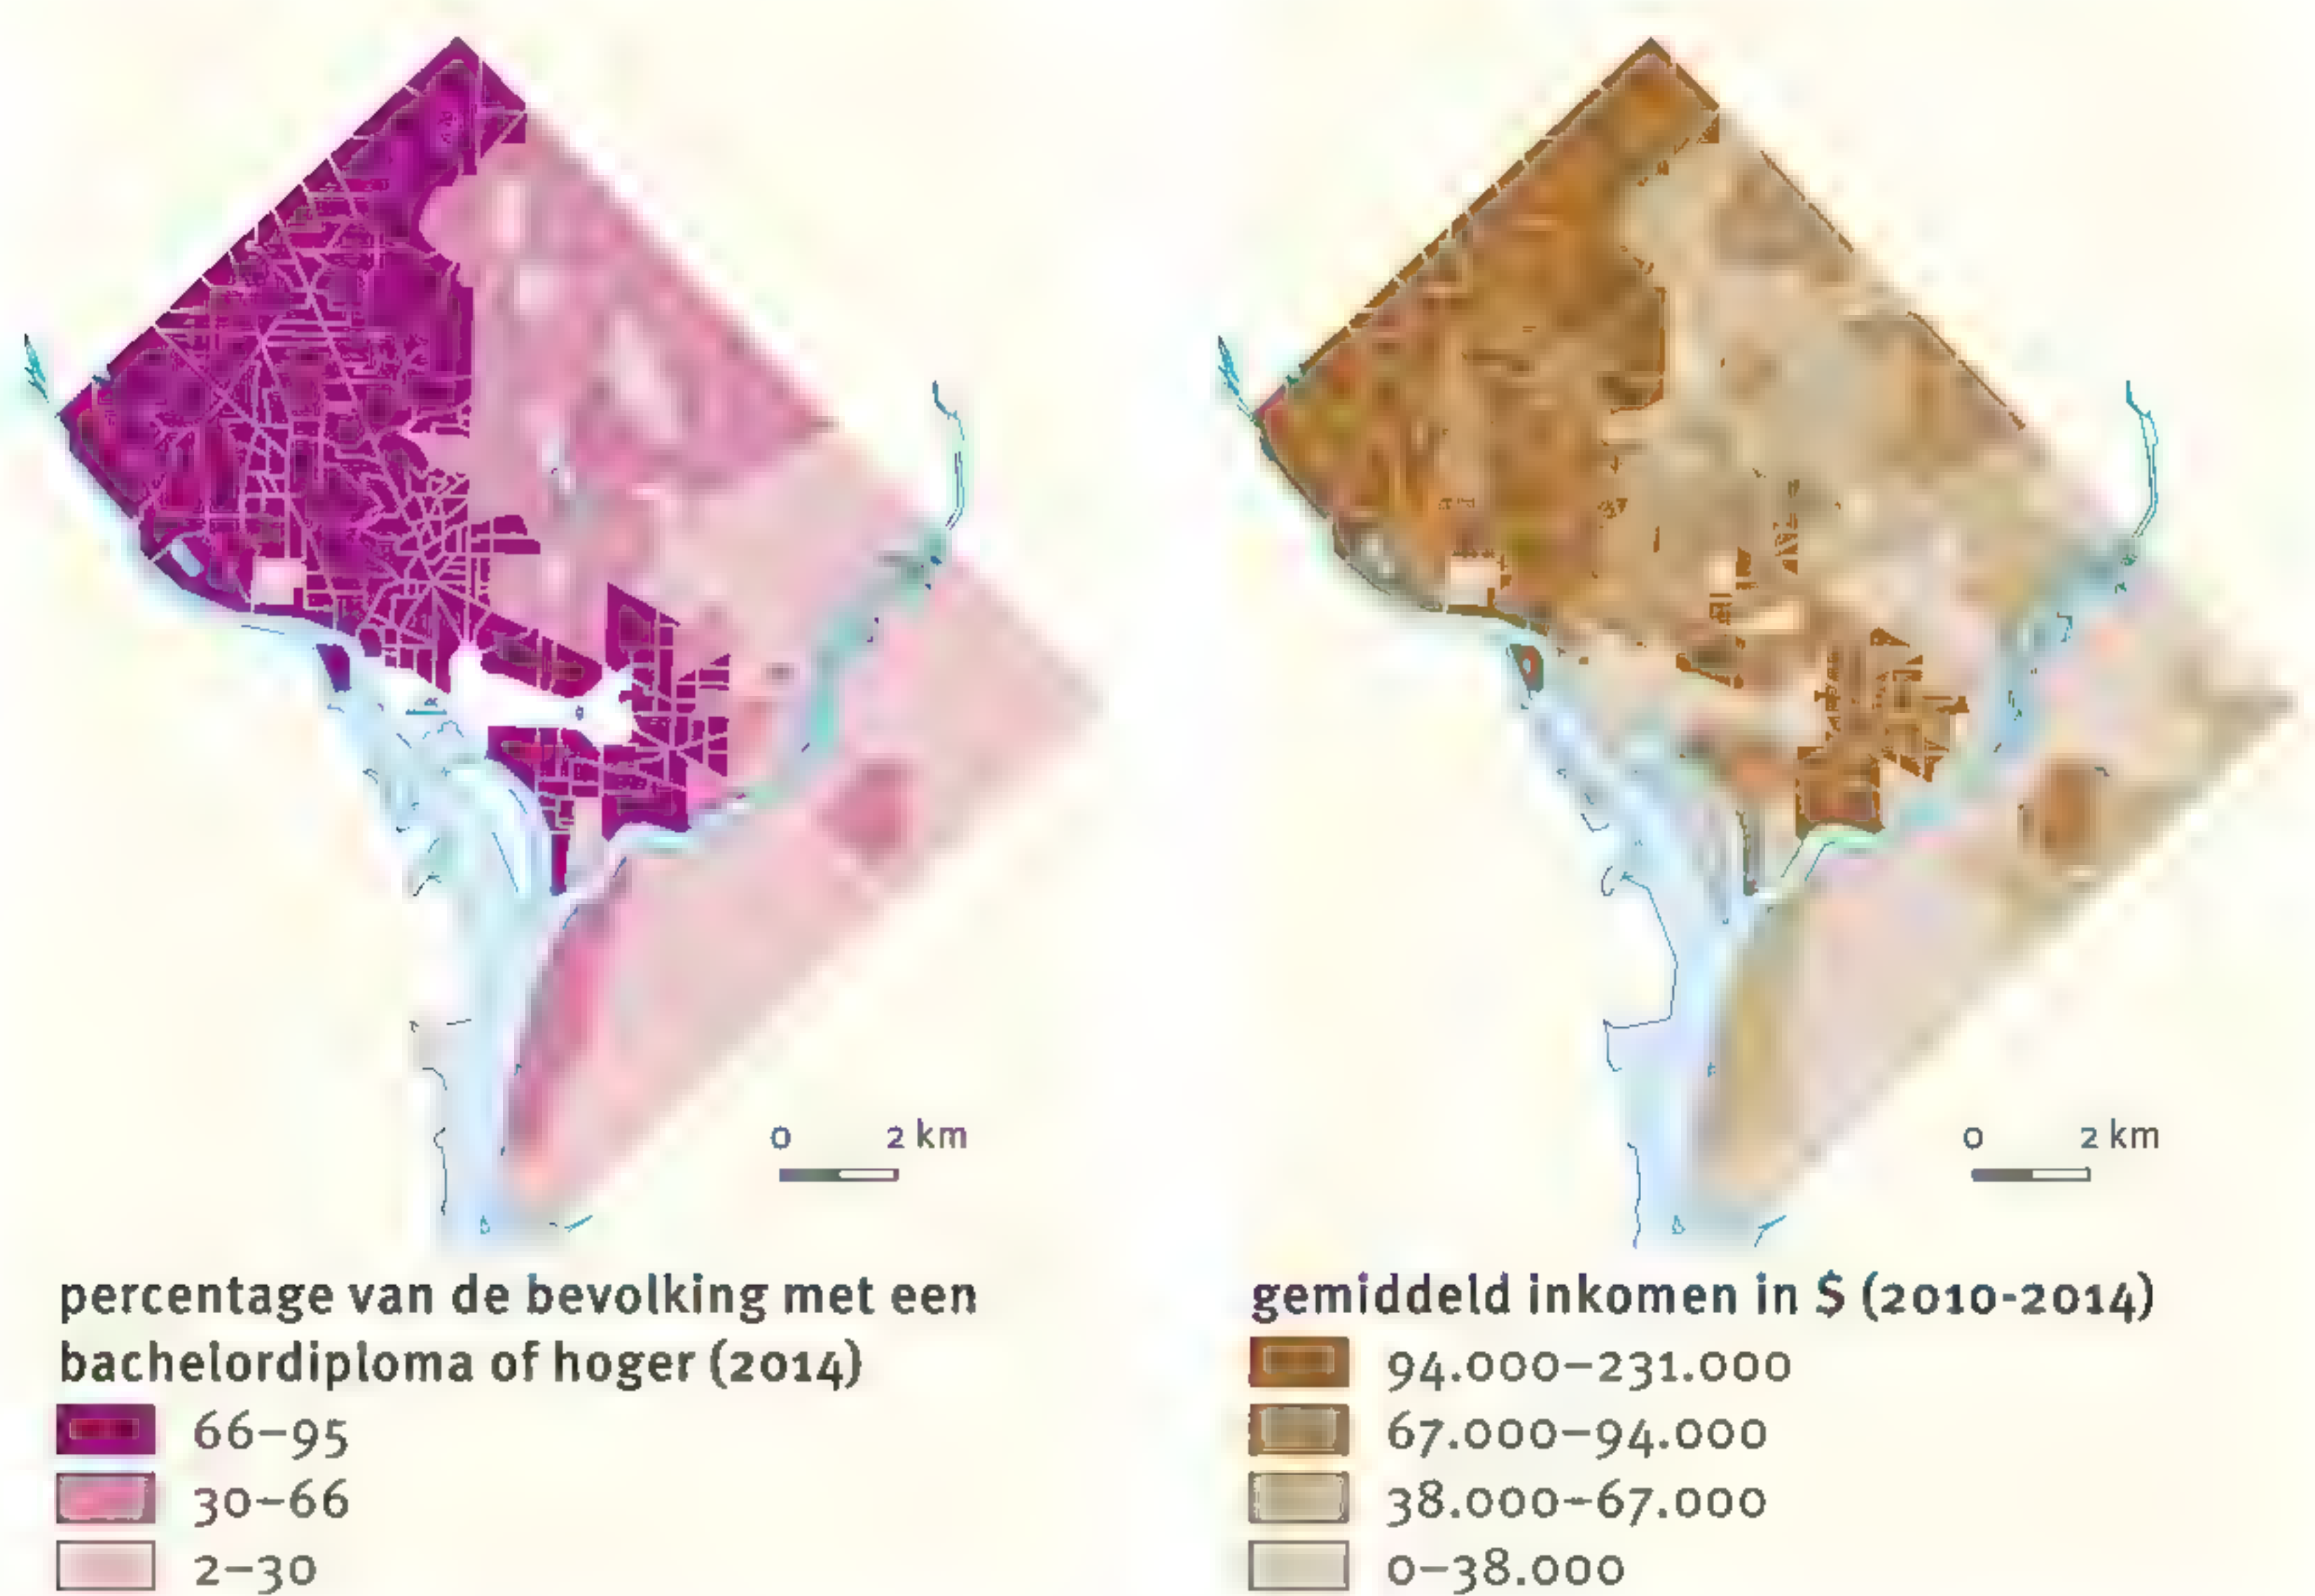 0 2 km
0 2 km
percentage van de bevolking met een
bachelordiploma of hoger (2014)
66–95
30–66
2–30
gemiddeld inkomen in $ (2010-2014)
94.000–231.000
67.000–94.000
38.000–67.000
0–38.000